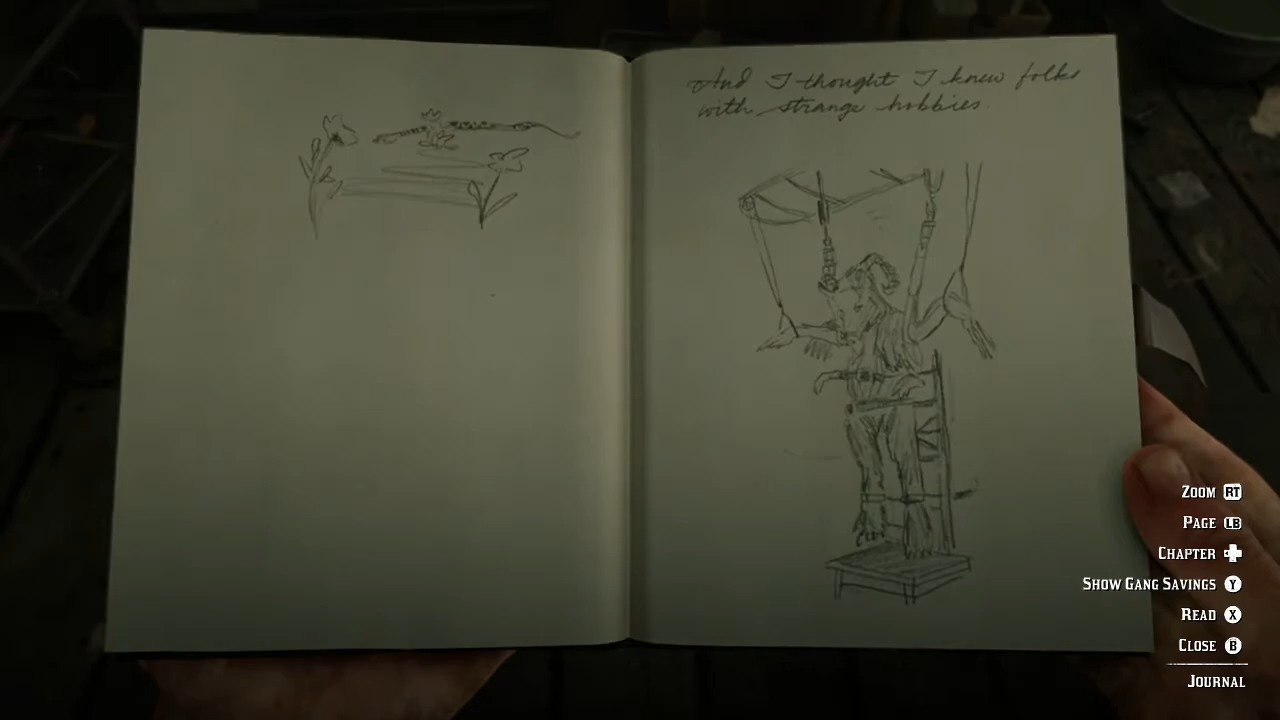 And I thought I knew folks
with strange hobbies.
ZOOM RT
PAGE LB
CHAPTER
SHOW GANG SAVINGS Y
READ X
CLOSE B
JOURNAL